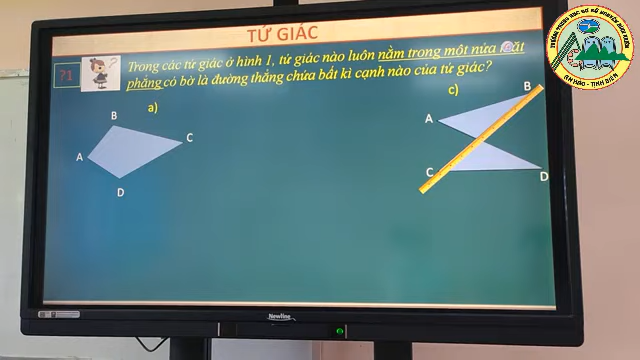 TỨ GIÁC
?1
?
Trong các tứ giác ở hình 1, tứ giác nào luôn nằm trong một nửa mặt
phẳng có bờ là đường thẳng chứa bất kì cạnh nào của tứ giác?
a)
B
C
A
D
c)
B
A
C
D
Newline